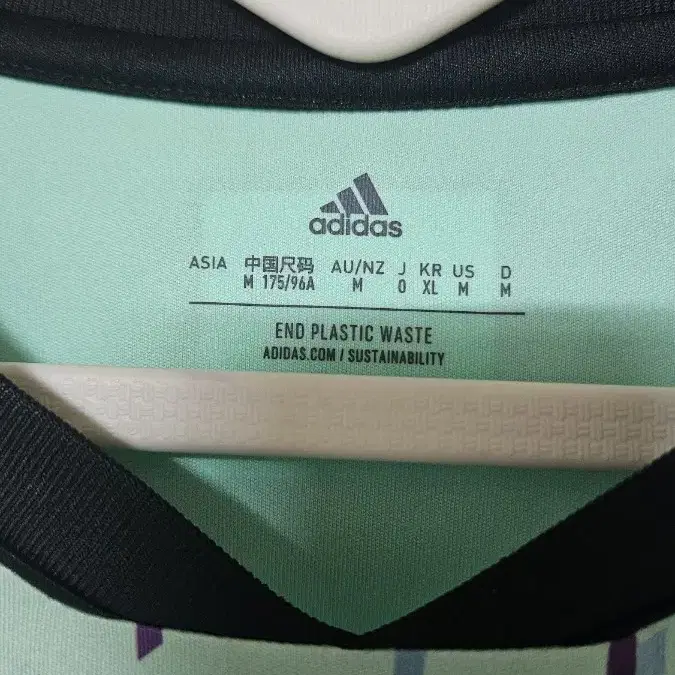 adidas
ASIA 中国尺码 AU/NZ J KR US D
M 175/96A M O XL M M
END PLASTIC WASTE
ADIDAS.COM / SUSTAINABILITY